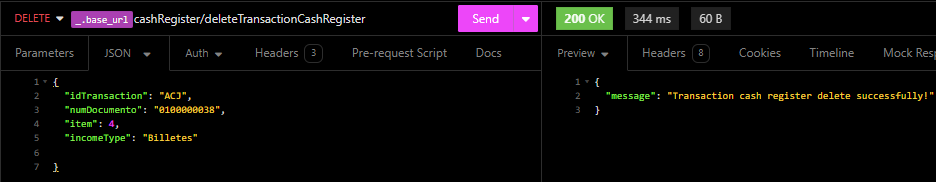 DELETE _.base_url cashRegister/deleteTransactionCashRegister Send 200 OK 344 ms 60 B
Parameters JSON Auth Headers 3 Pre-request Script Docs Preview Headers 8 Cookies Timeline Mock Resp
1 {
2 "idTransaction": "ACJ",
3 "numDocumento": "0100000038",
4 "item": 4,
5 "incomeType": "Billetes"
6
7 }
1 {
2 "message": "Transaction cash register delete successfully!"
3 }